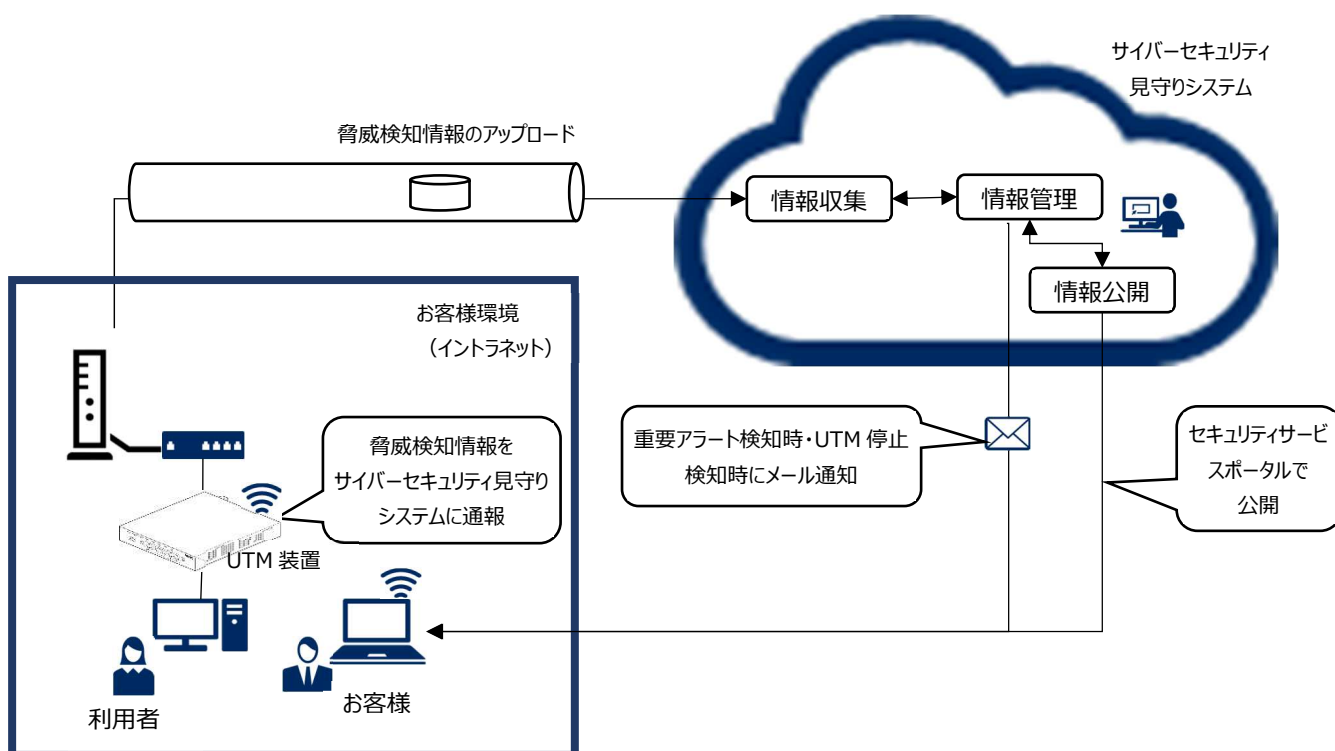 サイバーセキュリティ
見守りシステム
脅威検知情報のアップロード
情報収集
情報管理
情報公開
お客様環境
（イントラネット）
脅威検知情報を
サイバーセキュリティ見守り
システムに通報
UTM 装置
利用者
お客様
重要アラート検知時・UTM 停止
検知時にメール通知
セキュリティサービ
スポータルで
公開